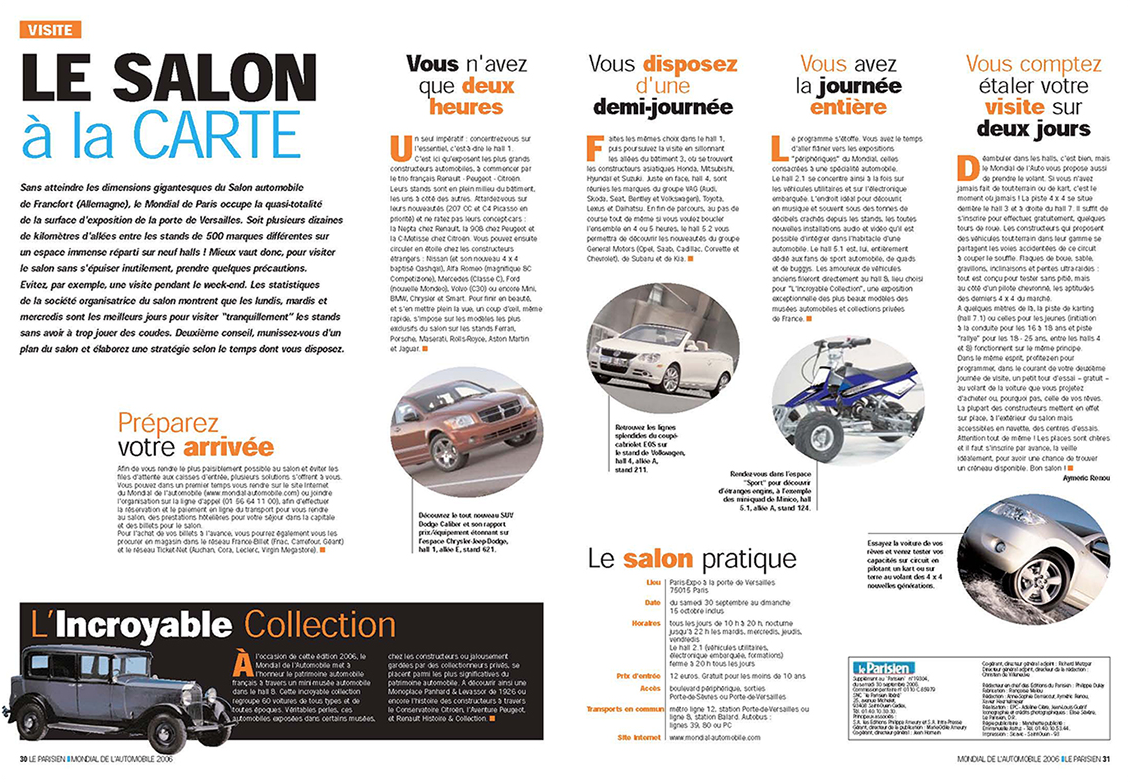 VISITE
LE SALON
à la CARTE
Sans atteindre les dimensions gigantesques du Salon automobile
de Francfort (Allemagne), le Mondial de Paris occupe la quasi-totalité
de la surface d'exposition de la porte de Versailles. Soit plusieurs dizaines
de kilomètres d'allées entre les stands de 500 marques différentes sur
un espace immense réparti sur neuf halls ! Mieux vaut donc, pour visiter
le salon sans s'épuiser inutilement, prendre quelques précautions.
Evitez, par exemple, une visite pendant le week-end. Les statistiques
de la société organisatrice du salon montrent que les lundis, mardis et
mercredis sont les meilleurs jours pour visiter "tranquillement" les stands
sans avoir à trop jouer des coudes. Deuxième conseil, munissez-vous d'un
plan du salon et élaborez une stratégie selon le temps dont vous disposez.
Préparez
votre arrivée
Afin de vous rendre le plus paisiblement possible au salon et éviter les
files d'attente aux caisses d'entrée, plusieurs solutions s'offrent à vous.
Vous pouvez dans un premier temps vous rendre sur le site Internet
du Mondial de l'automobile (www.mondial-automobile.com) ou joindre
l'organisation sur la ligne d'appel (01 56 64 11 00), afin d'effectuer
la réservation et le paiement en ligne du transport pour vous rendre
au salon, des prestations hôtelières pour votre séjour dans la capitale
et des billets pour le salon.
Pour l'achat de vos billets à l'avance, vous pourrez également vous les
procurer en magasin dans le réseau France-Billet (Fnac, Carrefour, Géant)
et le réseau Ticket-Net (Auchan, Cora, Leclerc, Virgin Megastore).
Vous n'avez
que deux
heures
Un seul impératif : concentrez-vous sur
l'essentiel, c'est-à-dire le hall 1.
C'est ici qu'exposent les plus grands
constructeurs automobiles, à commencer par
le trio français Renault - Peugeot - Citroën.
Leurs stands sont en plein milieu du bâtiment,
les uns à côté des autres. Attardez-vous sur
leurs nouveautés (207 CC et C4 Picasso en
priorité) et ne ratez pas leurs concept-cars :
la Nepta chez Renault, la 908 chez Peugeot et
la C-Métisse chez Citroën. Vous pouvez ensuite
circuler en étoile chez les constructeurs
étrangers : Nissan (et son nouveau 4 x 4
baptisé Qashqai), Alfa Romeo (magnifique 8C
Competizione), Mercedes (Classe C), Ford
(nouvelle Mondeo), Volvo (C30) ou encore Mini,
BMW, Chrysler et Smart. Pour finir en beauté,
et s'en mettre plein la vue, un coup d'œil, même
rapide, s'impose sur les modèles les plus
exclusifs du salon sur les stands Ferrari,
Porsche, Maserati, Rolls-Royce, Aston Martin
et Jaguar.
Découvrez le tout nouveau SUV
Dodge Caliber et son rapport
prix/équipement étonnant sur
l'espace Chrysler-Jeep-Dodge,
hall 1, allée E, stand 621.
L'Incroyable Collection
À l'occasion de cette édition 2006, le
Mondial de l'Automobile met à
l'honneur le patrimoine automobile
français à travers un mini musée automobile
dans le hall 8. Cette incroyable collection
regroupe 60 voitures de tous types et de
toutes époques. Véritables perles, ces
automobiles exposées dans certains musées,
chez les constructeurs ou jalousement
gardées par des collectionneurs privés, se
placent parmi les plus significatives du
patrimoine automobile. A découvrir ainsi une
Monoplace Panhard & Levassor de 1926 ou
encore l'histoire des constructeurs à travers
le Conservatoire Citroën, l'Aventure Peugeot,
et Renault Histoire & Collection.
30 LE PARISIEN MONDIAL DE L'AUTOMOBILE 2006
Vous disposez
d'une
demi-journée
Faites les mêmes choix dans le hall 1,
puis poursuivez la visite en sillonnant
les allées du bâtiment 3, où se trouvent
les constructeurs asiatiques Honda, Mitsubishi,
Hyundai et Suzuki. Juste en face, hall 4, sont
réunies les marques du groupe VAG (Audi,
Skoda, Seat, Bentley et Volkswagen), Toyota,
Lexus et Daihatsu. En fin de parcours, au pas de
course tout de même si vous voulez boucler
l'ensemble en 4 ou 5 heures, le hall 5.2 vous
permettra de découvrir les nouveautés du groupe
General Motors (Opel, Saab, Cadillac, Corvette et
Chevrolet), de Subaru et de Kia.
Retrouvez les lignes
splendides du coupé-
cabriolet EOS sur
le stand de Volkwagen,
hall 4, allée A,
stand 211.
Vous avez
la journée
entière
Le programme s'étoffe. Vous avez le temps
d'aller flâner vers les expositions
"périphériques" du Mondial, celles
consacrées à une spécialité automobile.
Le hall 2.1 se concentre ainsi à la fois sur
les véhicules utilitaires et sur l'électronique
embarquée. L'endroit idéal pour découvrir
en musique et souvent sous des tonnes de
décibels crachés depuis les stands, les toutes
nouvelles installations audio et vidéo qu'il est
possible d'intégrer dans l'habitacle d'une
automobile. Le hall 5.1 est, lui, entièrement
dédié aux fans de sport automobile, de quads
et de buggys. Les amoureux de véhicules
anciens fileront directement au hall 8, lieu choisi
pour "L'Incroyable Collection", une exposition
exceptionnelle des plus beaux modèles des
musées automobiles et collections privées
de France.
Rendez-vous dans l'espace
"Sport" pour découvrir
d'étranges engins, à l'exemple
des miniquad de Minico, hall
5.1, allée A, stand 124.
Vous comptez
étaler votre
visite sur
deux jours
Déambuler dans les halls, c'est bien, mais
le Mondial de l'Auto vous propose aussi
de prendre le volant. Si vous n'avez
jamais fait de tout-terrain ou de kart, c'est le
moment ou jamais ! La piste 4 x 4 se situe
derrière le hall 3 et à droite du hall 7. Il suffit de
s'inscrire pour effectuer, gratuitement, quelques
tours de roue. Les constructeurs qui proposent
des véhicules tout-terrain dans leur gamme se
partagent les voies accidentées de ce circuit
à couper le souffle. Flaques de boue, sable,
gravillons, inclinaisons et pentes ultra-raides :
tout est conçu pour tester sans pitié, mais
au côté d'un pilote chevronné, les aptitudes
des derniers 4 x 4 du marché.
A quelques mètres de là, la piste de karting
(hall 7.1) ou celles pour les jeunes (initiation
à la conduite pour les 16 à 18 ans et piste
"rallye" pour les 18 - 25 ans, entre les halls 4
et 8) fonctionnent sur le même principe.
Dans le même esprit, profitez-en pour
programmer, dans le courant de votre deuxième
journée de visite, un petit tour d'essai – gratuit –
au volant de la voiture que vous projetez
d'acheter ou, pourquoi pas, celle de vos rêves.
La plupart des constructeurs mettent en effet
sur place, à l'extérieur du salon mais
accessibles en navette, des centres d'essais.
Attention tout de même ! Les places sont chères
et il faut s'inscrire par avance, la veille
idéalement, pour avoir une chance de trouver
un créneau disponible. Bon salon !
Aymeric Renou
Essayez la voiture de vos
rêves et venez tester vos
capacités sur circuit en
pilotant un kart ou sur
terre au volant des 4 x 4
nouvelles générations.
Le salon pratique
Lieu Paris-Expo à la porte de Versailles
75015 Paris
Date du samedi 30 septembre au dimanche
15 octobre inclus
Horaires tous les jours de 10 h à 20 h, nocturne
jusqu'à 22 h les mardis, mercredis, jeudis,
vendredis
Le hall 2.1 (véhicules utilitaires,
électronique embarquée, formations)
ferme à 20 h tous les jours
Prix d'entrée 12 euros. Gratuit pour les moins de 10 ans
Accès boulevard périphérique, sorties
Porte-de-Sèvres ou Porte-de-Versailles
Transports en commun métro ligne 12, station Porte-de-Versailles ou
ligne 8, station Balard. Autobus :
lignes 39, 80 ou PC
Site Internet www.mondial-automobile.com
le Parisien
Supplément au "Parisien"
du samedi 30 septembre 2006.
25, avenue Michelet,
93408 Saint-Ouen Cedex.
Principaux associés :
Cogérant, directeur général adjoint :
MONDIAL DE L'AUTOMOBILE 2006 LE PARISIEN 31